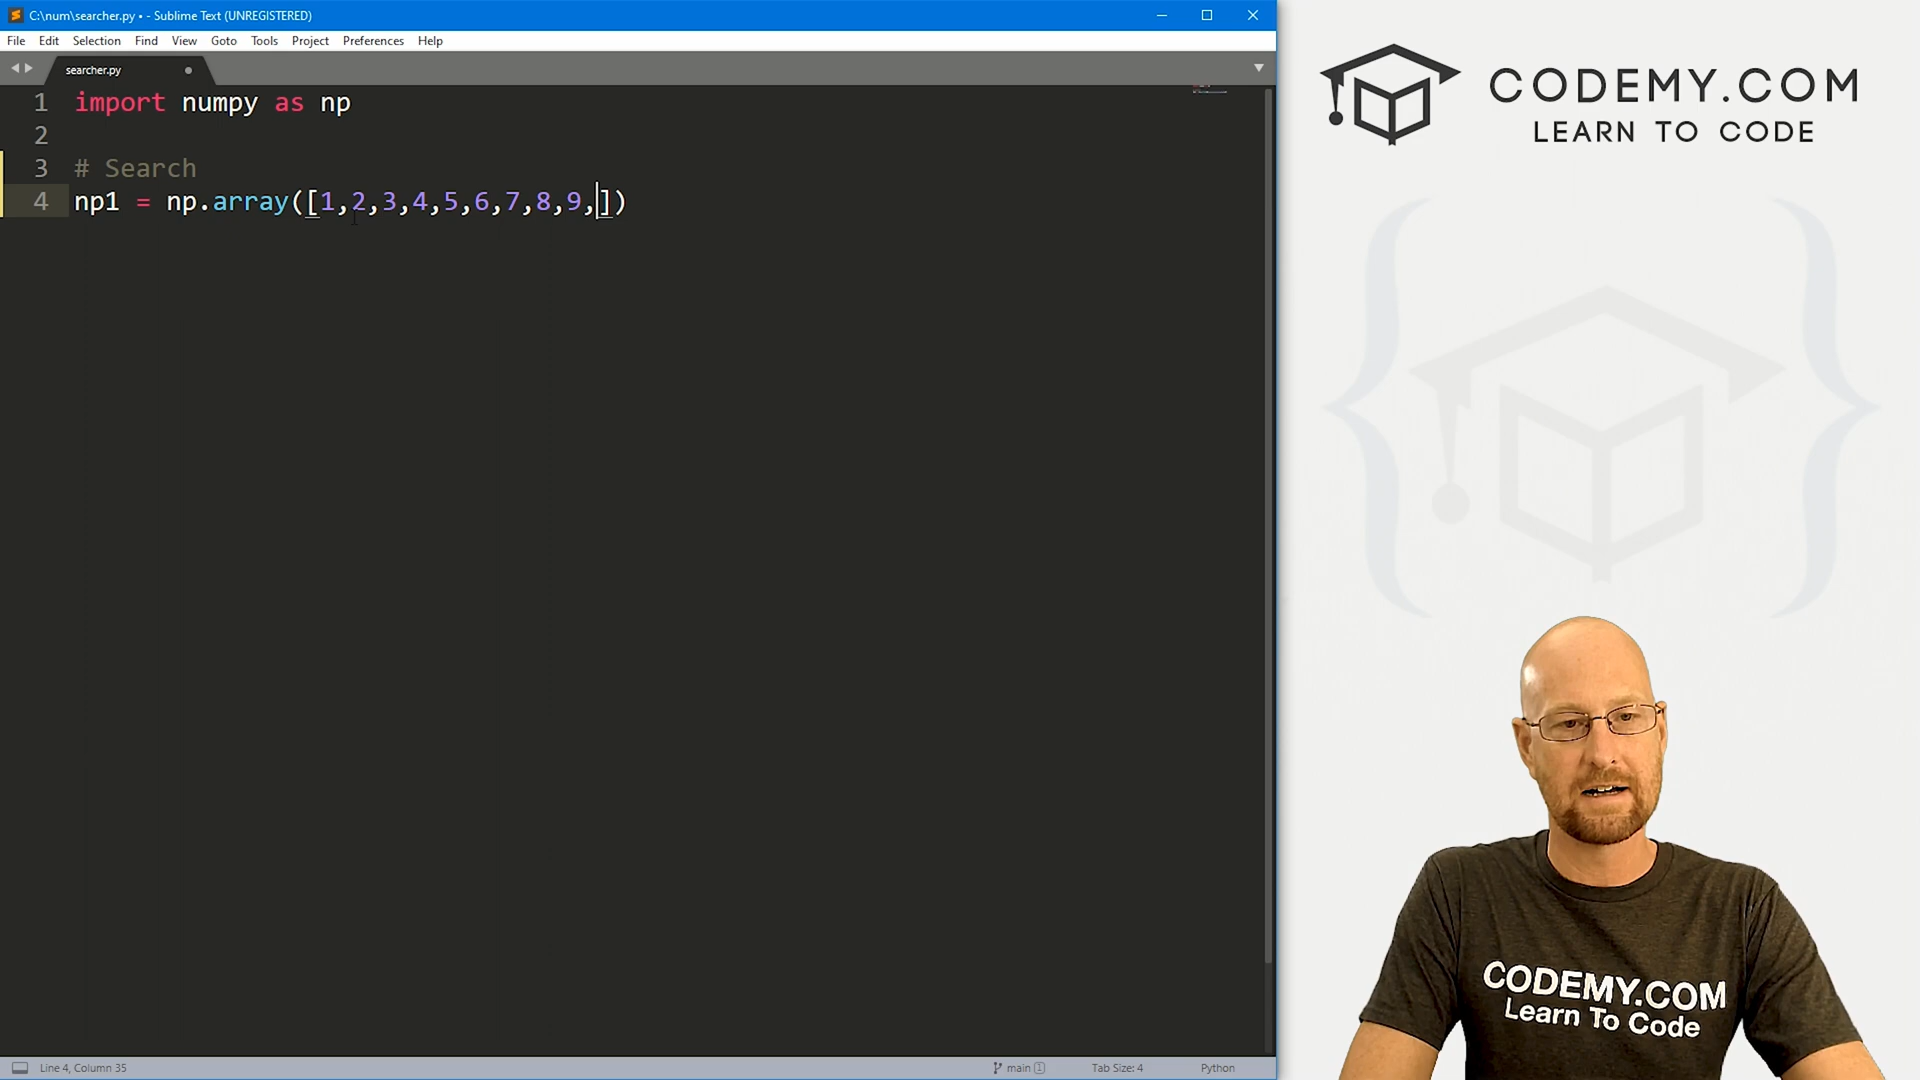 C:\num\searcher.py • - Sublime Text (UNREGISTERED)
File Edit Selection Find View Goto Tools Project Preferences Help
searcher.py
1 import numpy as np
2
3 # Search
4 np1 = np.array([1,2,3,4,5,6,7,8,9,])
Line 4, Column 35
main 1
Tab Size: 4
Python
CODEMY.COM
LEARN TO CODE
CODEMY.COM
Learn To Code